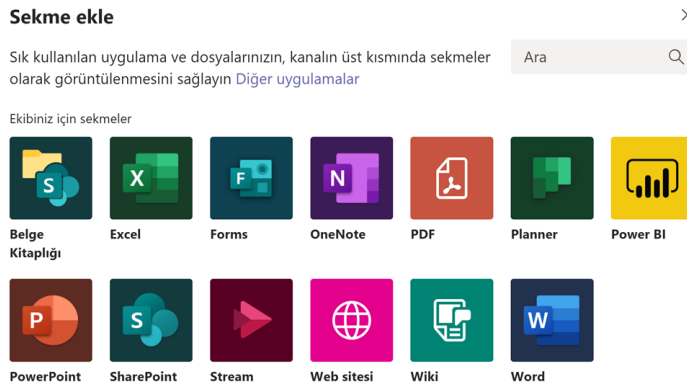 Sekme ekle
Sık kullanılan uygulama ve dosyalarınızın, kanalın üst kısmında sekmeler
olarak görüntülenmesini sağlayın Diğer uygulamalar
Ara
Ekibiniz için sekmeler
S
X
F
N
Belge
Kitaplığı
Excel
Forms
OneNote
PDF
Planner
Power BI
P
S
W
PowerPoint
SharePoint
Stream
Web sitesi
Wiki
Word